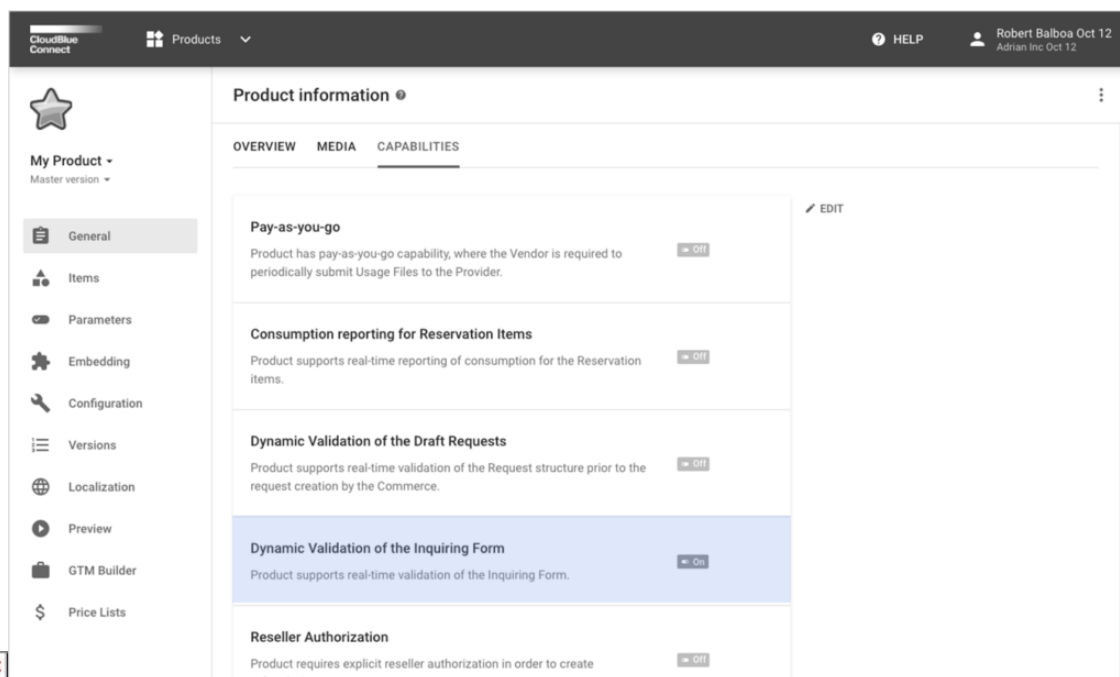 CloudBlue
Connect
Products
HELP
Robert Balboa Oct 12
Adrian Inc Oct 12
My Product
Master version
General
Items
Parameters
Embedding
Configuration
Versions
Localization
Preview
GTM Builder
Price Lists
Product information
OVERVIEW MEDIA CAPABILITIES
EDIT
Pay-as-you-go
Product has pay-as-you-go capability, where the Vendor is required to
periodically submit Usage Files to the Provider.
Off
Consumption reporting for Reservation Items
Product supports real-time reporting of consumption for the Reservation
items.
Off
Dynamic Validation of the Draft Requests
Product supports real-time validation of the Request structure prior to the
request creation by the Commerce.
Off
Dynamic Validation of the Inquiring Form
Product supports real-time validation of the Inquiring Form.
On
Reseller Authorization
Product requires explicit reseller authorization in order to create
Off